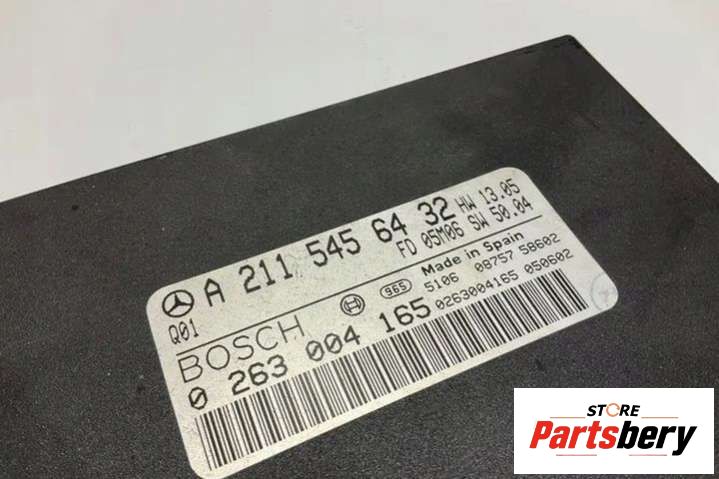 A 211 545 64 32 HW 13.05
FD 05M06 SW 50.04
Q01
965
Made in Spain
BOSCH
5106 08757 58602
0 263 004 165 0263004165 050602
STORE
Partsbery